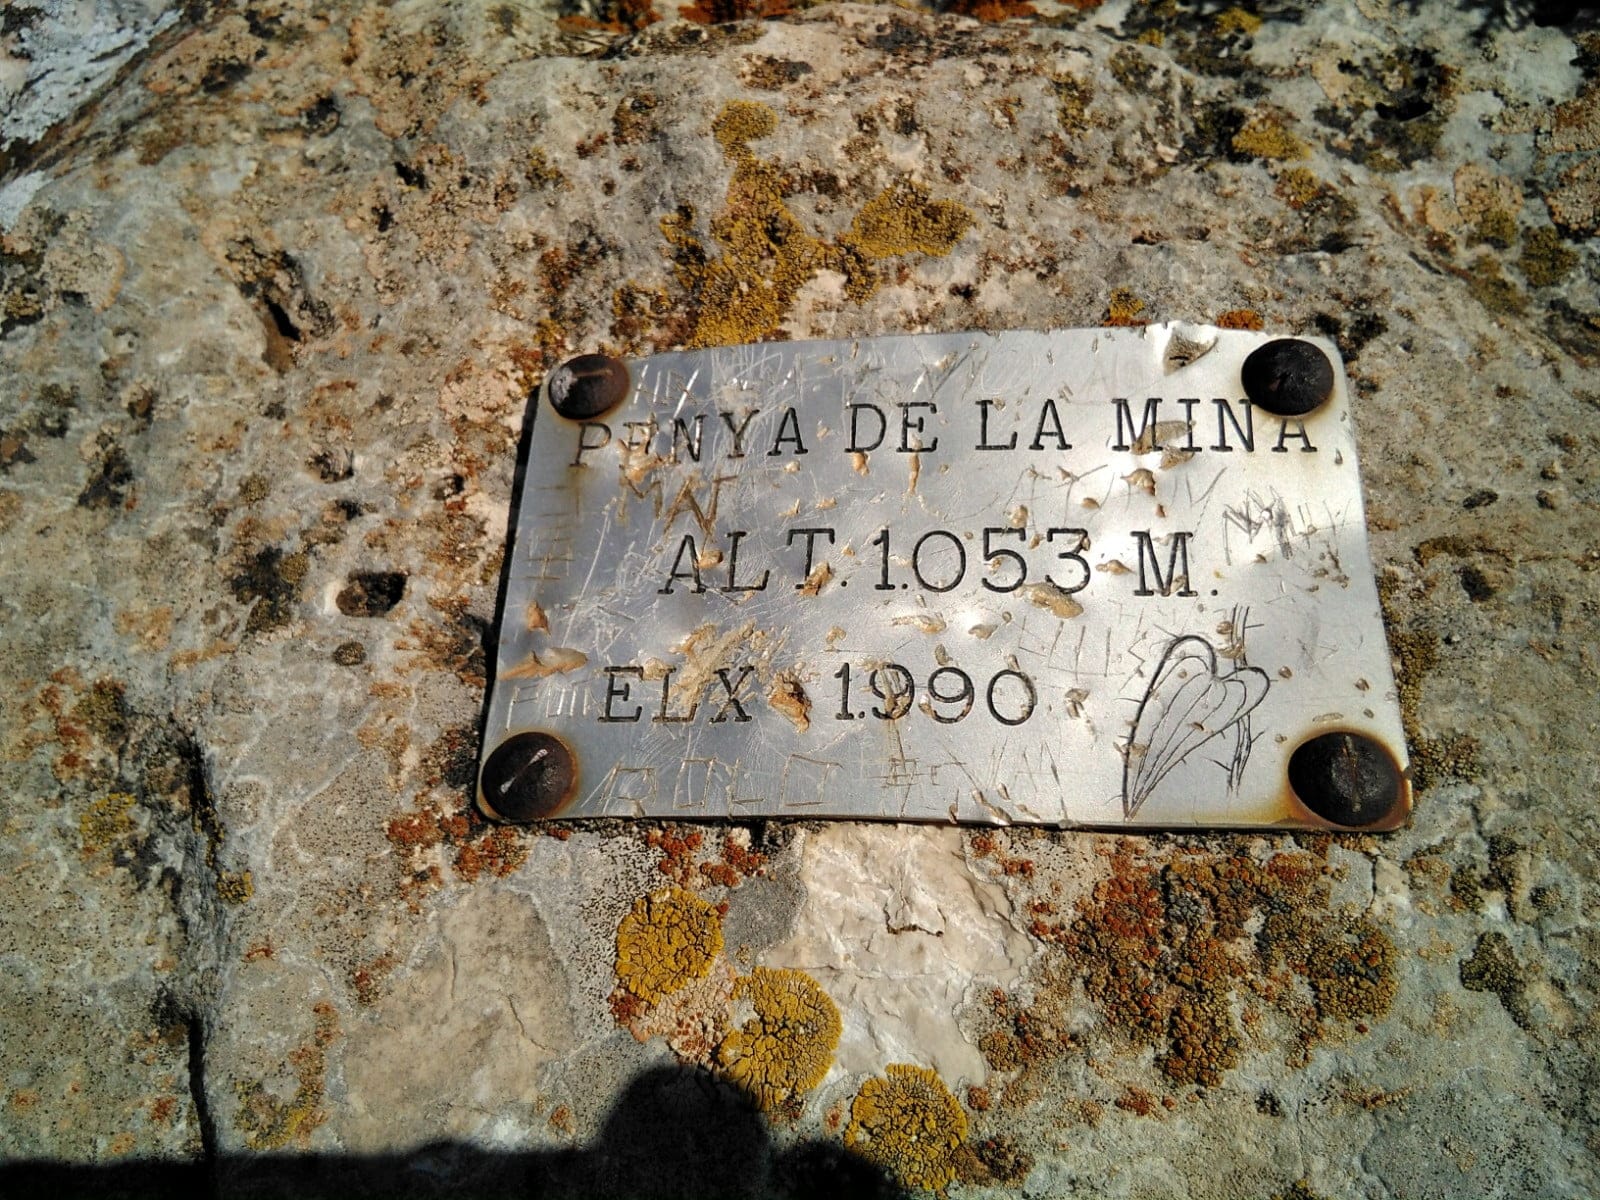 PENYA DE LA MINA
ALT. 1.053 M.
ELX 1.990